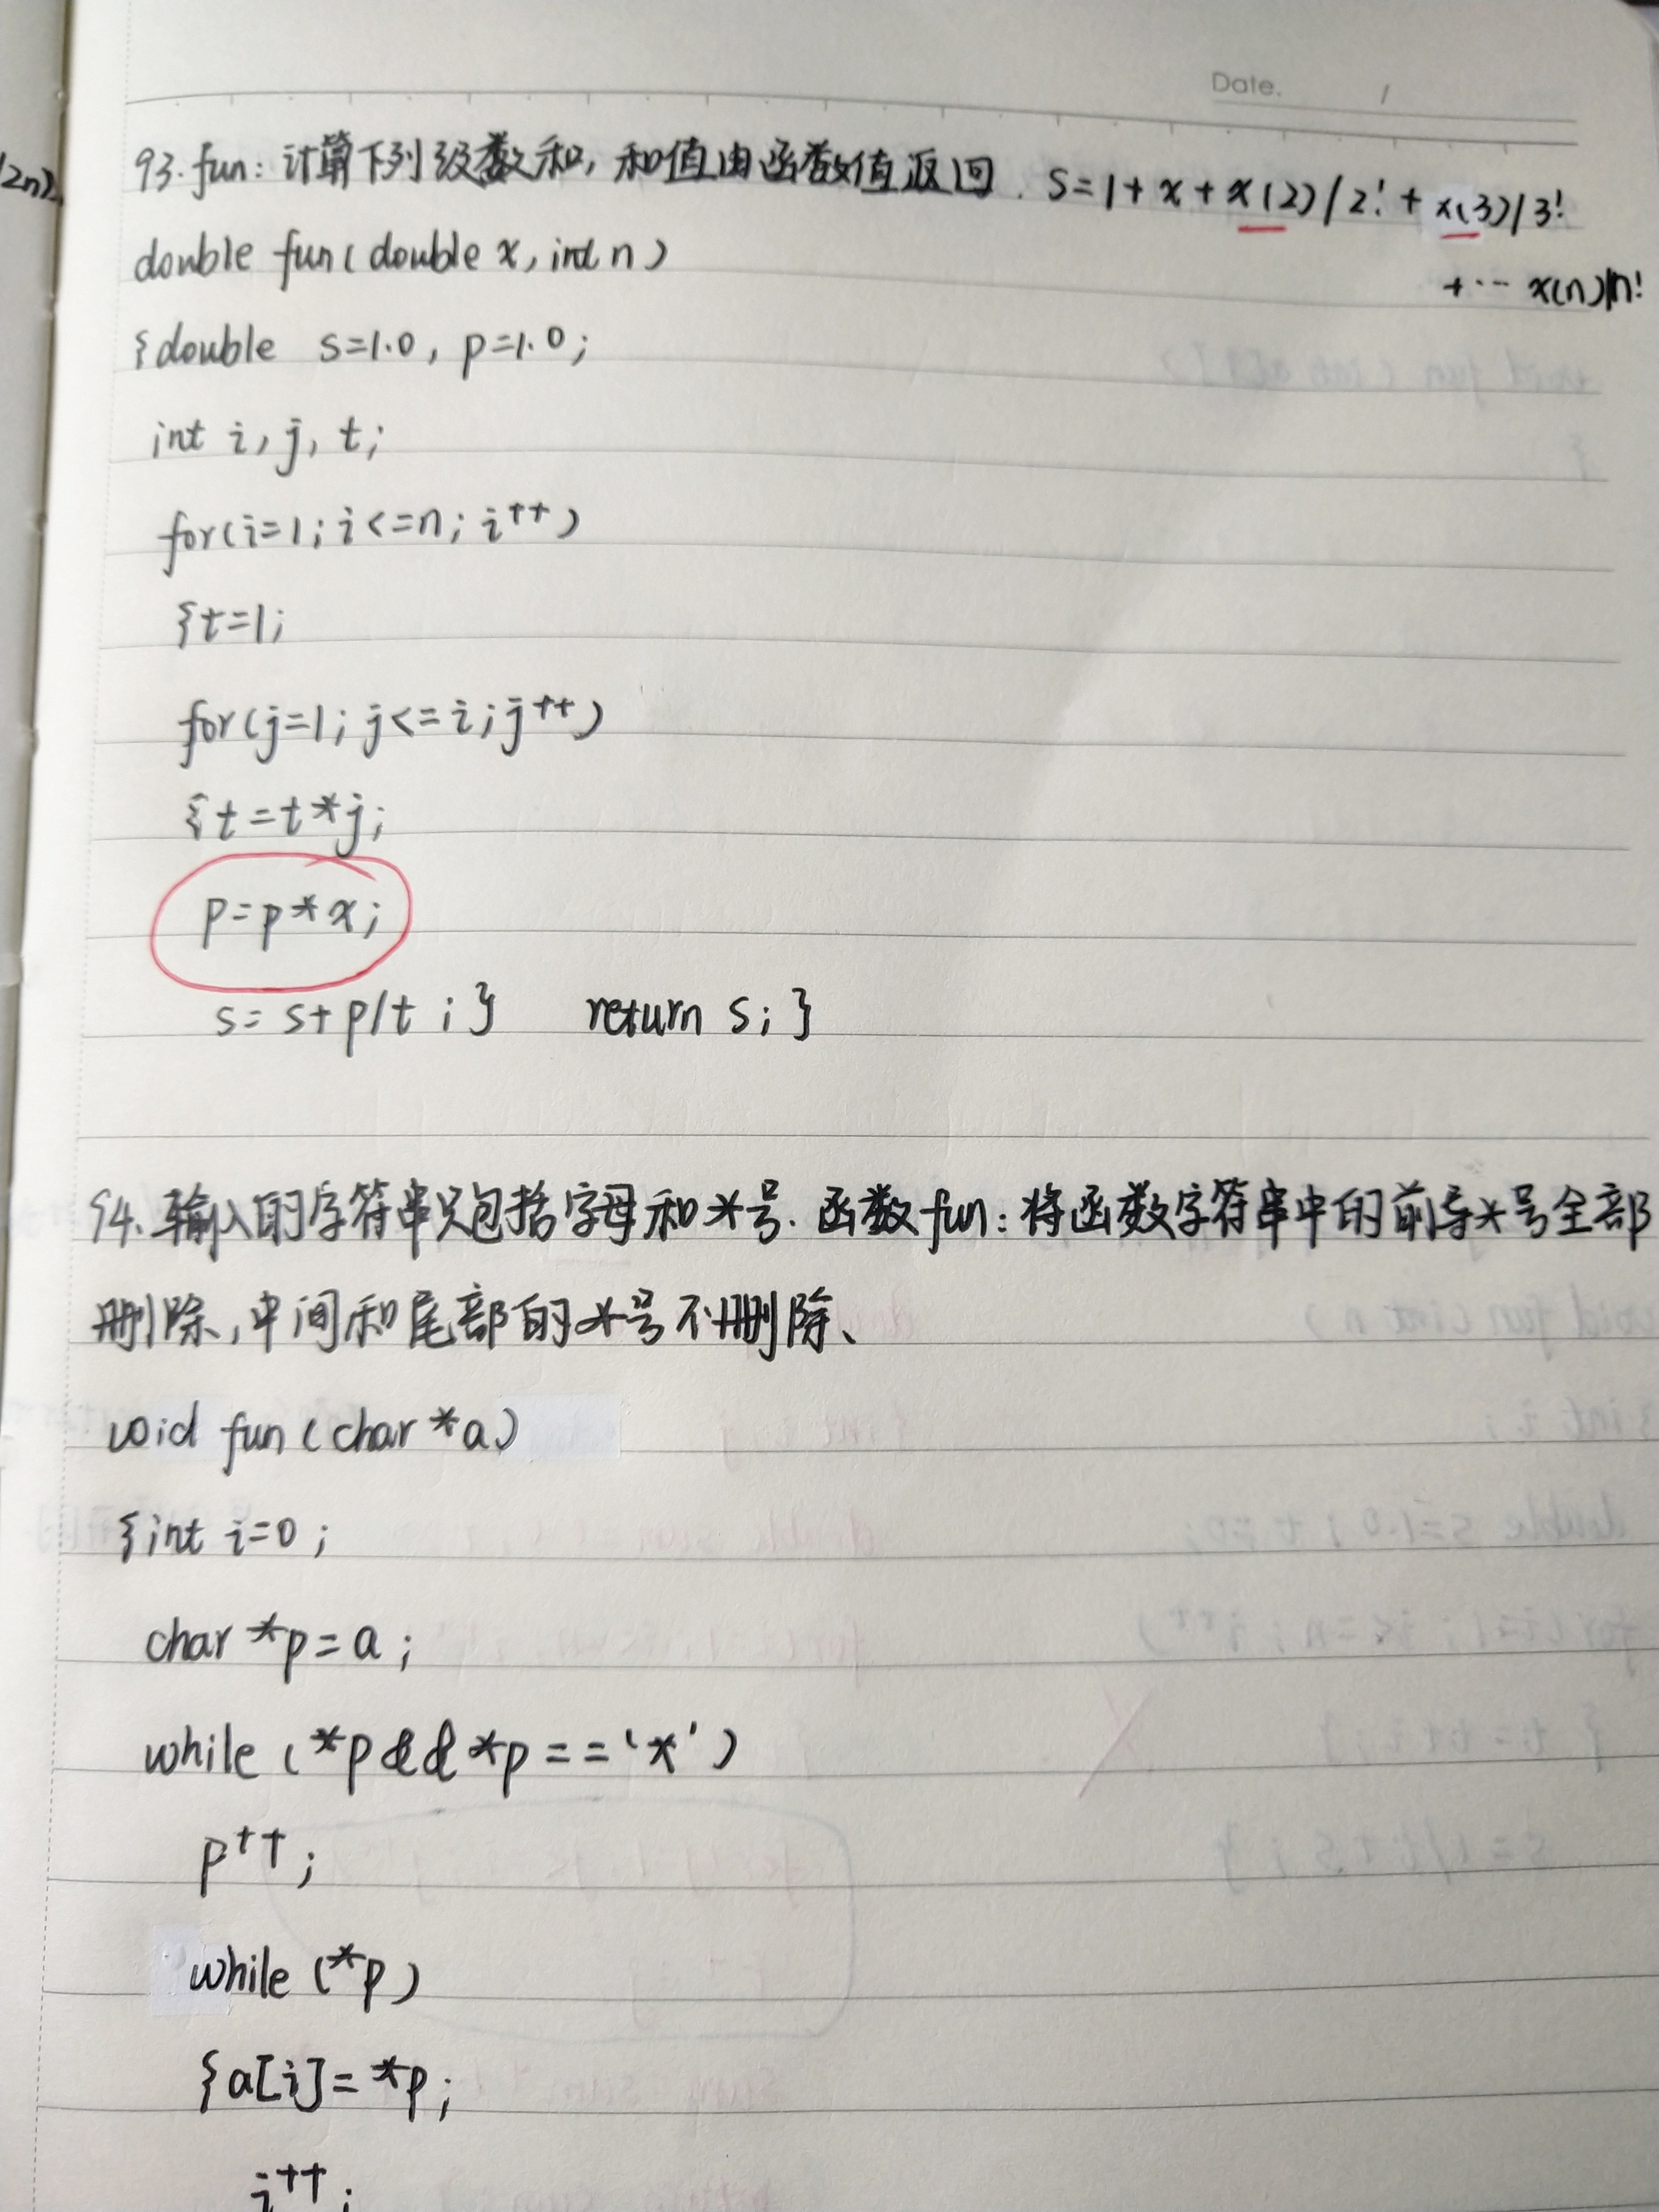 Date. /
12n)
93. fun: 计算下列级数和, 和值由函数值返回. S=1+x+x(2)/2!+x(3)/3!
+… x(n)/n!
double fun(double x, int n)
{double s=1.0, p=1.0;
int i, j, t;
for(i=1; i<=n; i++)
{t=1;
for(j=1; j<=i; j++)
{t=t*j;
p=p*x;
s=s+p/t;} return s;}
94. 输入的字符串只包括字母和*号. 函数fun: 将函数字符串中的前导*号全部
删除, 中间和尾部的*号不删除、
void fun(char *a)
{int i=0;
char *p=a;
while (*p&&*p=='*')
p++;
while (*p)
{a[i]=*p;
i++;